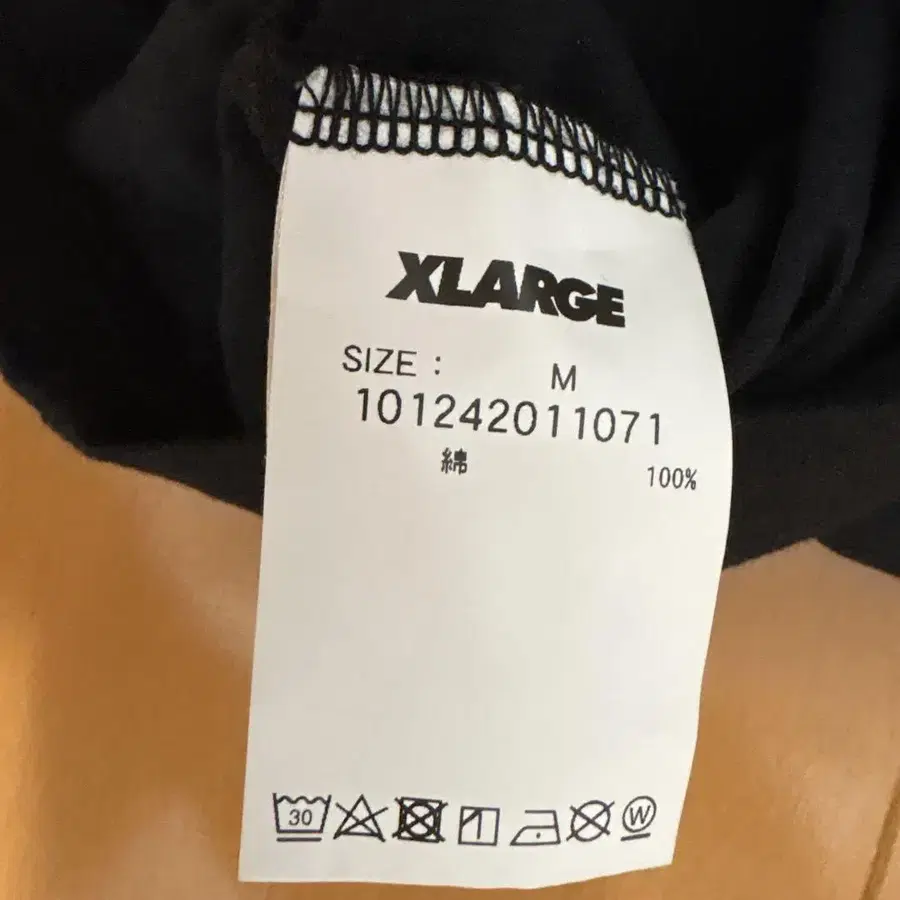 XLARGE
SIZE : M
101242011071
綿 100%
30 W